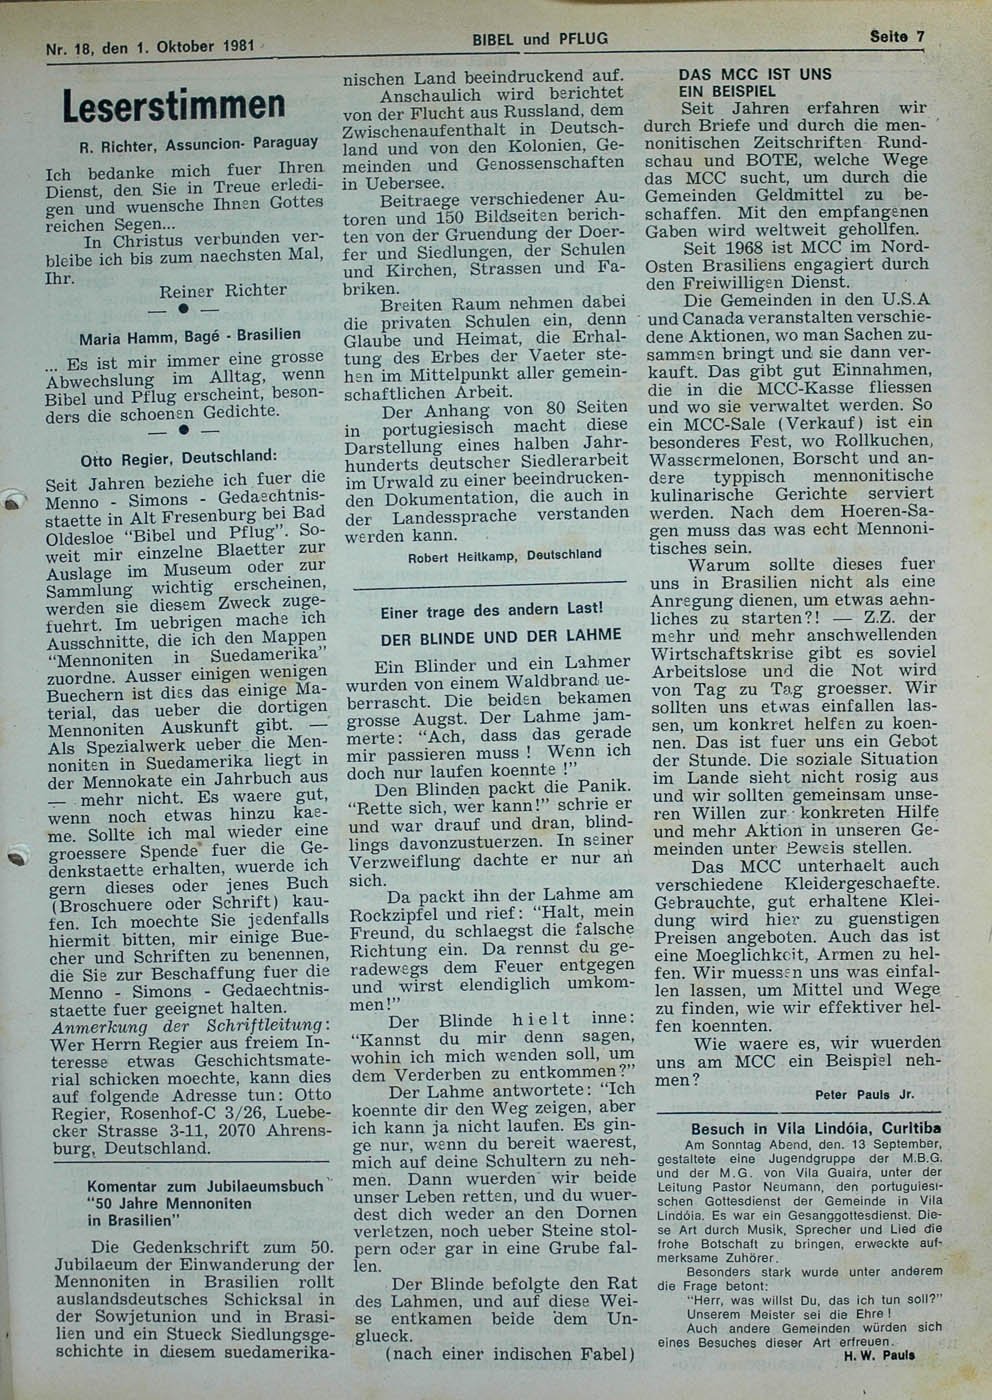 Nr. 18, den 1. Oktober 1981
BIBEL und PFLUG
Seite 7
Leserstimmen
R. Richter, Assuncion- Paraguay
Ich bedanke mich fuer Ihren
Dienst, den Sie in Treue erledi-
gen und wuensche Ihnen Gottes
reichen Segen...
In Christus verbunden ver-
bleibe ich bis zum naechsten Mal,
Ihr.
Reiner Richter
— ● —
Maria Hamm, Bagé - Brasilien
... Es ist mir immer eine grosse
Abwechslung im Alltag, wenn
Bibel und Pflug erscheint, beson-
ders die schoenen Gedichte.
— ● —
Otto Regier, Deutschland:
Seit Jahren beziehe ich fuer die
Menno - Simons - Gedaechtnis-
staette in Alt Fresenburg bei Bad
Oldesloe "Bibel und Pflug". So-
weit mir einzelne Blaetter zur
Auslage im Museum oder zur
Sammlung wichtig erscheinen,
werden sie diesem Zweck zuge-
fuehrt. Im uebrigen mache ich
Ausschnitte, die ich den Mappen
"Mennoniten in Suedamerika"
zuordne. Ausser einigen wenigen
Buechern ist dies das einige Ma-
terial, das ueber die dortigen
Mennoniten Auskunft gibt. —
Als Spezialwerk ueber die Men-
noniten in Suedamerika liegt in
der Mennokate ein Jahrbuch aus
— mehr nicht. Es waere gut,
wenn noch etwas hinzu kae-
me. Sollte ich mal wieder eine
groessere Spende fuer die Ge-
denkstaette erhalten, wuerde ich
gern dieses oder jenes Buch
(Broschuere oder Schrift) kau-
fen. Ich moechte Sie jedenfalls
hiermit bitten, mir einige Bue-
cher und Schriften zu benennen,
die Sie zur Beschaffung fuer die
Menno - Simons - Gedaechtnis-
staette fuer geeignet halten.
Anmerkung der Schriftleitung:
Wer Herrn Regier aus freiem In-
teresse etwas Geschichtsmate-
rial schicken moechte, kann dies
auf folgende Adresse tun: Otto
Regier, Rosenhof-C 3/26, Luebe-
cker Strasse 3-11, 2070 Ahrens-
burg, Deutschland.
Komentar zum Jubilaeumsbuch
"50 Jahre Mennoniten
in Brasilien"
Die Gedenkschrift zum 50.
Jubilaeum der Einwanderung der
Mennoniten in Brasilien rollt
auslandsdeutsches Schicksal in
der Sowjetunion und in Brasi-
lien und ein Stueck Siedlungsge-
schichte in diesem suedamerika-
nischen Land beeindruckend auf.
Anschaulich wird berichtet
von der Flucht aus Russland, dem
Zwischenaufenthalt in Deutsch-
land und von den Kolonien, Ge-
meinden und Genossenschaften
in Uebersee.
Beitraege verschiedener Au-
toren und 150 Bildseiten berich-
ten von der Gruendung der Doer-
fer und Siedlungen, der Schulen
und Kirchen, Strassen und Fa-
briken.
Breiten Raum nehmen dabei
die privaten Schulen ein, denn
Glaube und Heimat, die Erhal-
tung des Erbes der Vaeter ste-
hen im Mittelpunkt aller gemein-
schaftlichen Arbeit.
Der Anhang von 80 Seiten
in portugiesisch macht diese
Darstellung eines halben Jahr-
hunderts deutscher Siedlerarbeit
im Urwald zu einer beeindrucken-
den Dokumentation, die auch in
der Landessprache verstanden
werden kann.
Robert Heitkamp, Deutschland
Einer trage des andern Last!
DER BLINDE UND DER LAHME
Ein Blinder und ein Lahmer
wurden von einem Waldbrand ue-
berrascht. Die beiden bekamen
grosse Augst. Der Lahme jam-
merte: "Ach, dass das gerade
mir passieren muss ! Wenn ich
doch nur laufen koennte !"
Den Blinden packt die Panik.
"Rette sich, wer kann!" schrie er
und war drauf und dran, blind-
lings davonzustuerzen. In seiner
Verzweiflung dachte er nur an
sich.
Da packt ihn der Lahme am
Rockzipfel und rief: "Halt, mein
Freund, du schlaegst die falsche
Richtung ein. Da rennst du ge-
radewegs dem Feuer entgegen
und wirst elendiglich umkom-
men!"
Der Blinde hielt inne:
"Kannst du mir denn sagen,
wohin ich mich wenden soll, um
dem Verderben zu entkommen?"
Der Lahme antwortete: "Ich
koennte dir den Weg zeigen, aber
ich kann ja nicht laufen. Es gin-
ge nur, wenn du bereit waerest,
mich auf deine Schultern zu neh-
men. Dann wuerden wir beide
unser Leben retten, und du wuer-
dest dich weder an den Dornen
verletzen, noch ueber Steine stol-
pern oder gar in eine Grube fal-
len.
Der Blinde befolgte den Rat
des Lahmen, und auf diese Wei-
se entkamen beide dem Un-
glueck.
(nach einer indischen Fabel)
DAS MCC IST UNS
EIN BEISPIEL
Seit Jahren erfahren wir
durch Briefe und durch die men-
nonitischen Zeitschriften Rund-
schau und BOTE, welche Wege
das MCC sucht, um durch die
Gemeinden Geldmittel zu be-
schaffen. Mit den empfangenen
Gaben wird weltweit geholfen.
Seit 1968 ist MCC im Nord-
Osten Brasiliens engagiert durch
den Freiwilligen Dienst.
Die Gemeinden in den U.S.A
und Canada veranstalten verschie-
dene Aktionen, wo man Sachen zu-
sammen bringt und sie dann ver-
kauft. Das gibt gut Einnahmen,
die in die MCC-Kasse fliessen
und wo sie verwaltet werden. So
ein MCC-Sale (Verkauf) ist ein
besonderes Fest, wo Rollkuchen,
Wassermelonen, Borscht und an-
dere typpisch mennonitische
kulinarische Gerichte serviert
werden. Nach dem Hoeren-Sa-
gen muss das was echt Mennoni-
tisches sein.
Warum sollte dieses fuer
uns in Brasilien nicht als eine
Anregung dienen, um etwas aehn-
liches zu starten?! — Z.Z. der
mehr und mehr anschwellenden
Wirtschaftskrise gibt es soviel
Arbeitslose und die Not wird
von Tag zu Tag groesser. Wir
sollten uns etwas einfallen las-
sen, um konkret helfen zu koen-
nen. Das ist fuer uns ein Gebot
der Stunde. Die soziale Situation
im Lande sieht nicht rosig aus
und wir sollten gemeinsam unse-
ren Willen zur konkreten Hilfe
und mehr Aktion in unseren Ge-
meinden unter Beweis stellen.
Das MCC unterhaelt auch
verschiedene Kleidergeschaefte.
Gebrauchte, gut erhaltene Klei-
dung wird hier zu guenstigen
Preisen angeboten. Auch das ist
eine Moeglichkeit, Armen zu hel-
fen. Wir muessen uns was einfal-
len lassen, um Mittel und Wege
zu finden, wie wir effektiver hel-
fen koennten.
Wie waere es, wir wuerden
uns am MCC ein Beispiel neh-
men?
Peter Pauls Jr.
Besuch in Vila Lindóia, Curitiba
Am Sonntag Abend, den. 13 September,
gestaltete eine Jugendgruppe der M.B.G.
und der M.G. von Vila Guaíra, unter der
Leitung Pastor Neumann, den portuguiesi-
schen Gottesdienst der Gemeinde in Vila
Lindóia. Es war ein Gesanggottesdienst. Die-
se Art durch Musik, Sprecher und Lied die
frohe Botschaft zu bringen, erweckte auf-
merksame Zuhörer.
Besonders stark wurde unter anderem
die Frage betont:
"Herr, was willst Du, das ich tun soll?"
Unserem Meister sei die Ehre !
Auch andere Gemeinden würden sich
eines Besuches dieser Art erfreuen.
H. W. Pauls